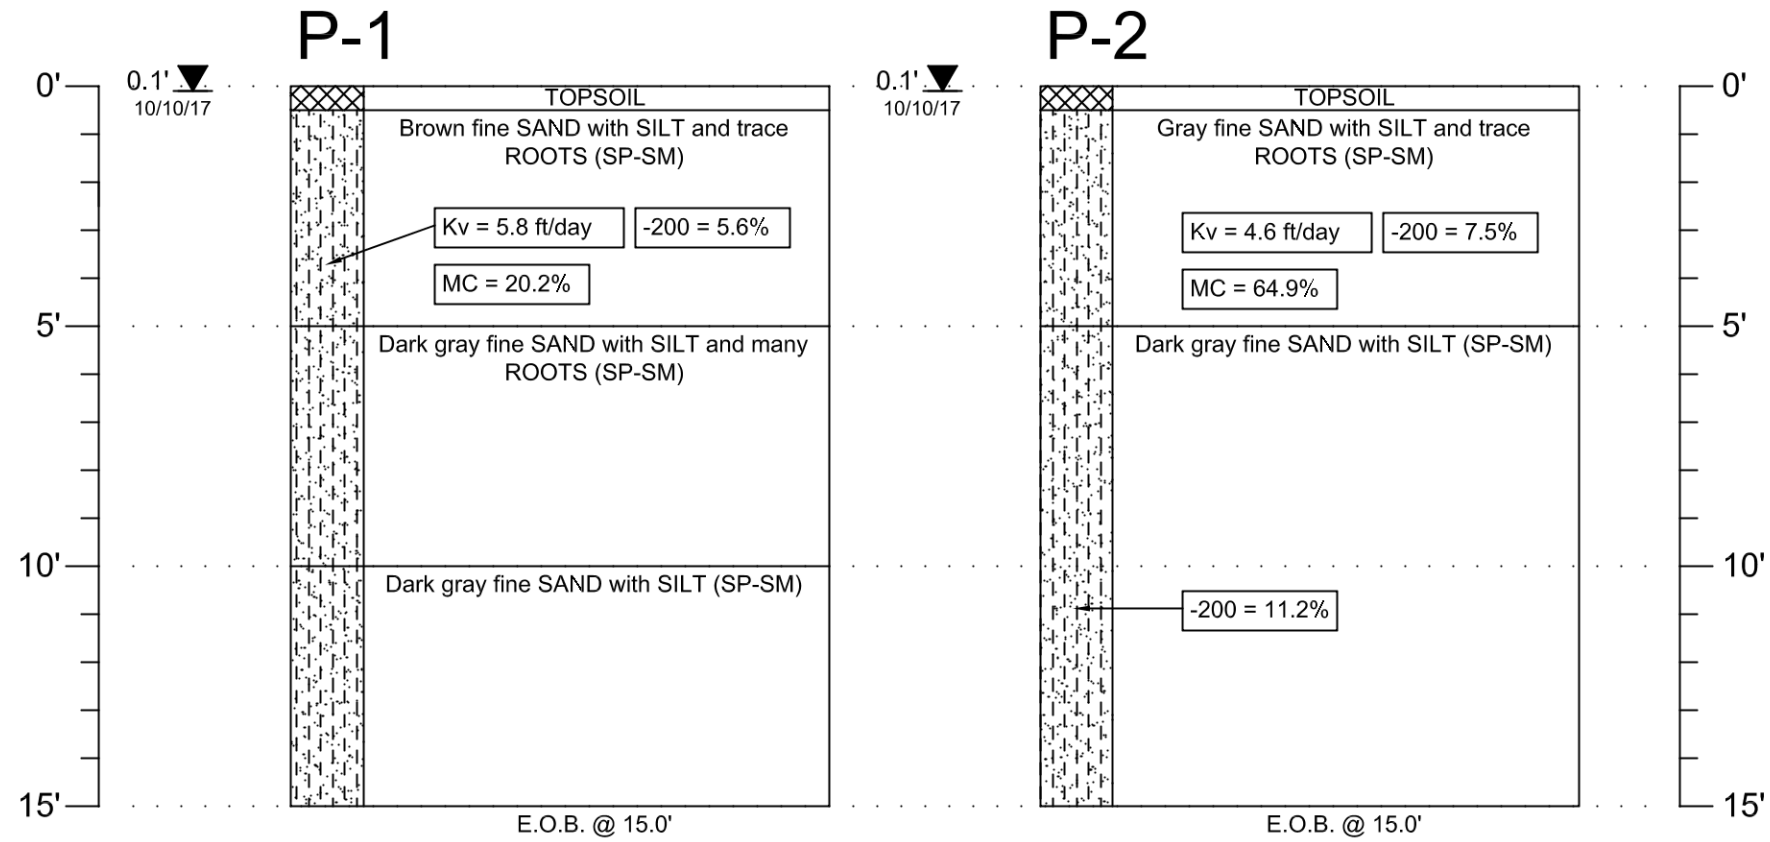 P-1
P-2
0'
0.1'
10/10/17
TOPSOIL
Brown fine SAND with SILT and trace
ROOTS (SP-SM)
Kv = 5.8 ft/day
-200 = 5.6%
MC = 20.2%
5'
Dark gray fine SAND with SILT and many
ROOTS (SP-SM)
10'
Dark gray fine SAND with SILT (SP-SM)
15'
E.O.B. @ 15.0'
0.1'
10/10/17
TOPSOIL
0'
Gray fine SAND with SILT and trace
ROOTS (SP-SM)
Kv = 4.6 ft/day
-200 = 7.5%
MC = 64.9%
5'
Dark gray fine SAND with SILT (SP-SM)
10'
-200 = 11.2%
15'
E.O.B. @ 15.0'